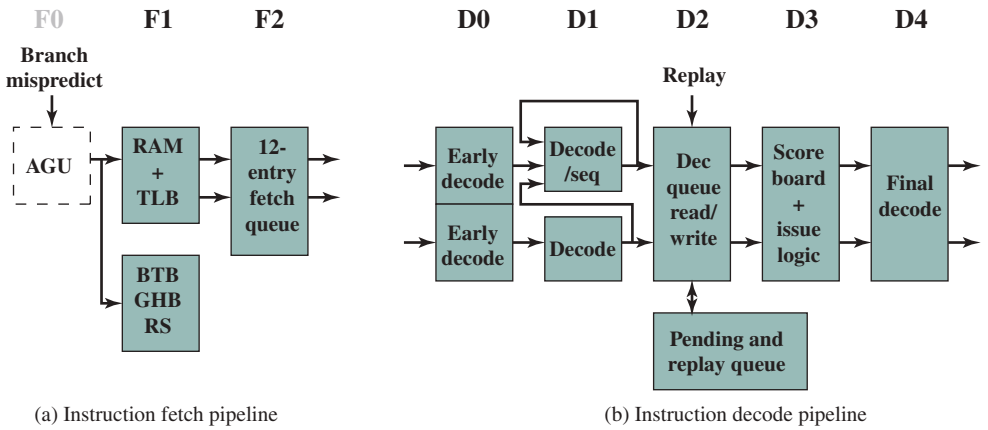 F0 F1 F2
Branch
mispredict
AGU
RAM
+
TLB
12-
entry
fetch
queue
BTB
GHB
RS
(a) Instruction fetch pipeline
D0 D1 D2 D3 D4
Replay
Early
decode
Early
decode
Decode
/seq
Decode
Dec
queue
read/
write
Score
board
+
issue
logic
Final
decode
Pending and
replay queue
(b) Instruction decode pipeline